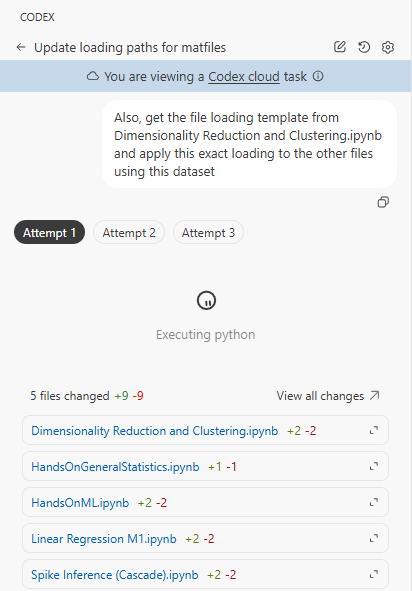 CODEX
Update loading paths for matfiles
You are viewing a Codex cloud task
Also, get the file loading template from
Dimensionality Reduction and Clustering.ipynb
and apply this exact loading to the other files
using this dataset
Attempt 1 Attempt 2 Attempt 3
Executing python
5 files changed +9 -9 View all changes
Dimensionality Reduction and Clustering.ipynb +2 -2
HandsOnGeneralStatistics.ipynb +1 -1
HandsOnML.ipynb +2 -2
Linear Regression M1.ipynb +2 -2
Spike Inference (Cascade).ipynb +2 -2